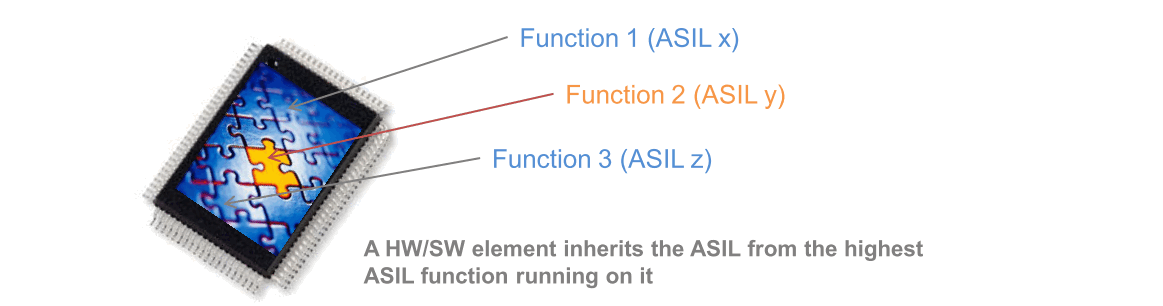 Function 1 (ASIL x)
Function 2 (ASIL y)
Function 3 (ASIL z)
A HW/SW element inherits the ASIL from the highest
ASIL function running on it